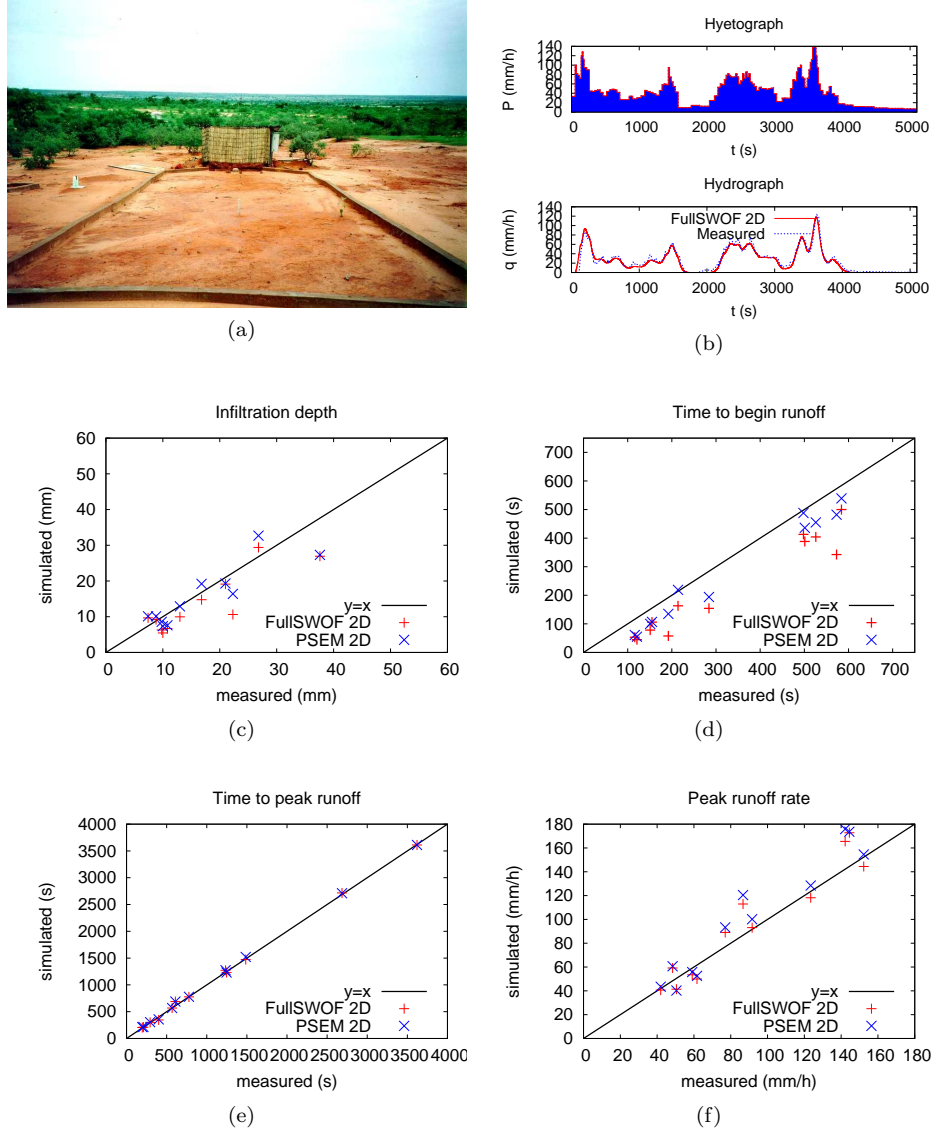 Hyetograph
P (mm/h)
140
120
100
80
60
40
20
0
0 1000 2000 3000 4000 5000
t (s)
Hydrograph
q (mm/h)
140
120
100
80
60
40
20
0
FullSWOF 2D
Measured
0 1000 2000 3000 4000 5000
t (s)
(a)
(b)
Infiltration depth
simulated (mm)
60
50
40
30
20
10
0
y=x
FullSWOF 2D
PSEM 2D
0 10 20 30 40 50 60
measured (mm)
(c)
Time to begin runoff
simulated (s)
700
600
500
400
300
200
100
0
y=x
FullSWOF 2D
PSEM 2D
0 100 200 300 400 500 600 700
measured (s)
(d)
Time to peak runoff
simulated (s)
4000
3500
3000
2500
2000
1500
1000
500
0
y=x
FullSWOF 2D
PSEM 2D
0 500 1000 1500 2000 2500 3000 3500 4000
measured (s)
(e)
Peak runoff rate
simulated (mm/h)
180
160
140
120
100
80
60
40
20
0
y=x
FullSWOF 2D
PSEM 2D
0 20 40 60 80 100 120 140 160 180
measured (mm/h)
(f)